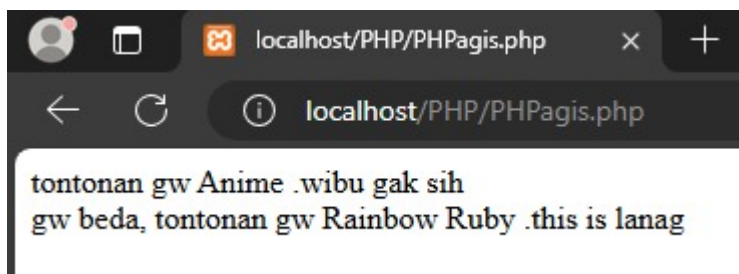 localhost/PHP/PHPagis.php
localhost/PHP/PHPagis.php
tontonan gw Anime .wibu gak sih
gw beda, tontonan gw Rainbow Ruby .this is lanag